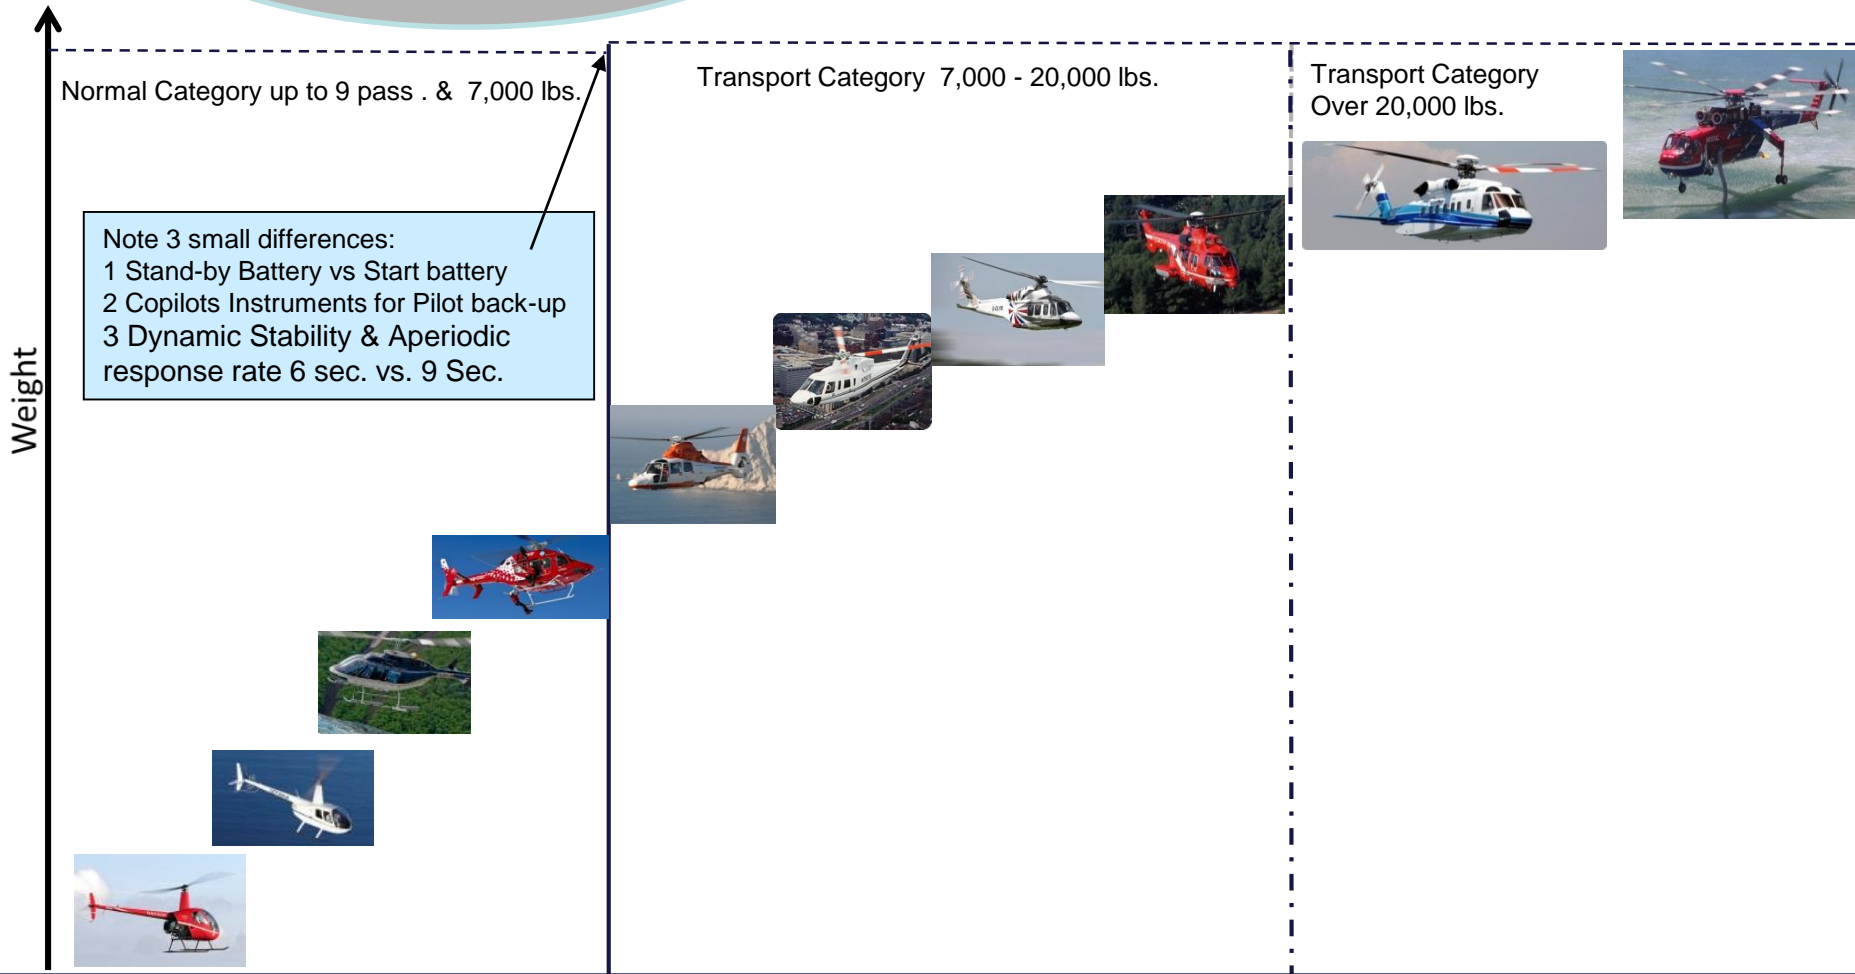 Normal Category up to 9 pass . & 7,000 lbs.
Transport Category 7,000 - 20,000 lbs.
Transport Category
Over 20,000 lbs.
Note 3 small differences:
1 Stand-by Battery vs Start battery
2 Copilots Instruments for Pilot back-up
3 Dynamic Stability & Aperiodic
response rate 6 sec. vs. 9 Sec.
Weight